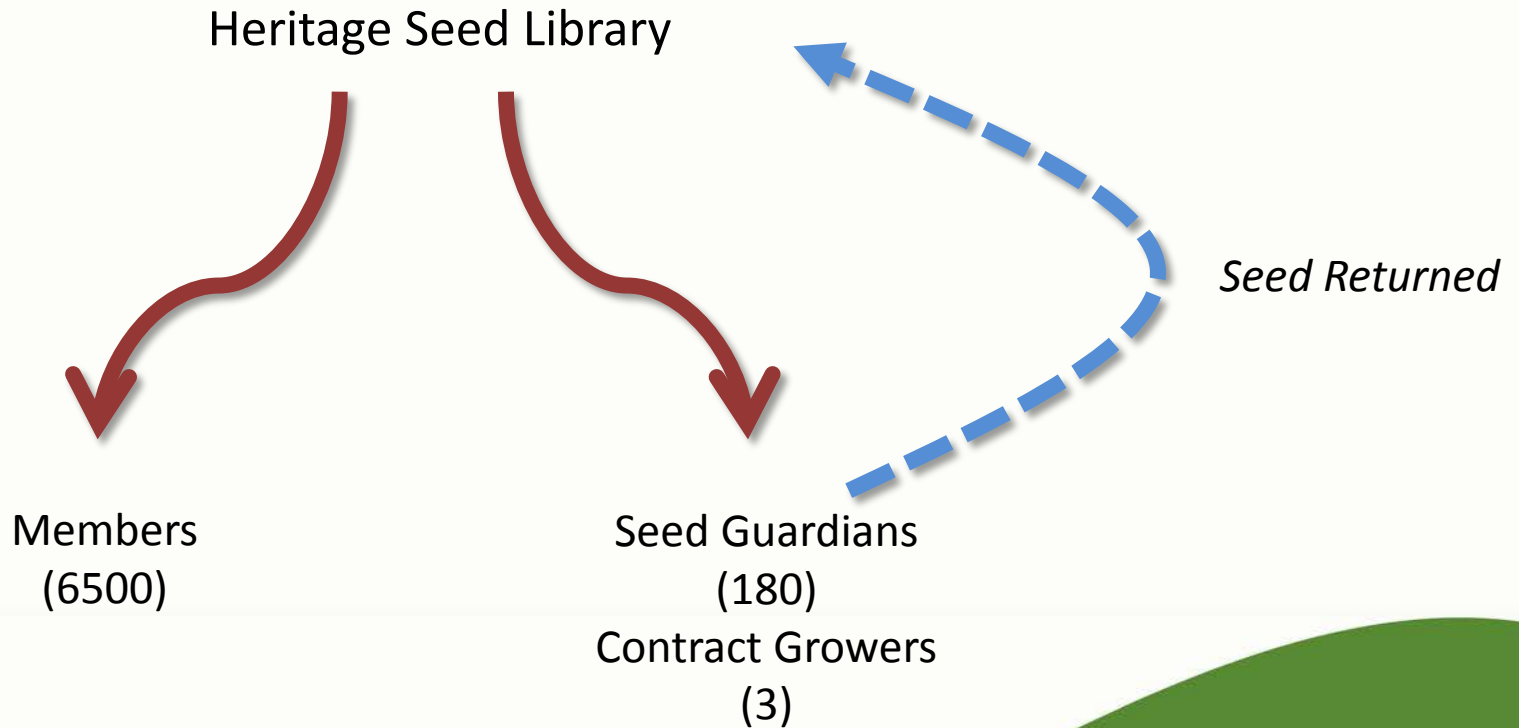 Heritage Seed Library
Seed Returned
Members
(6500)
Seed Guardians
(180)
Contract Growers
(3)